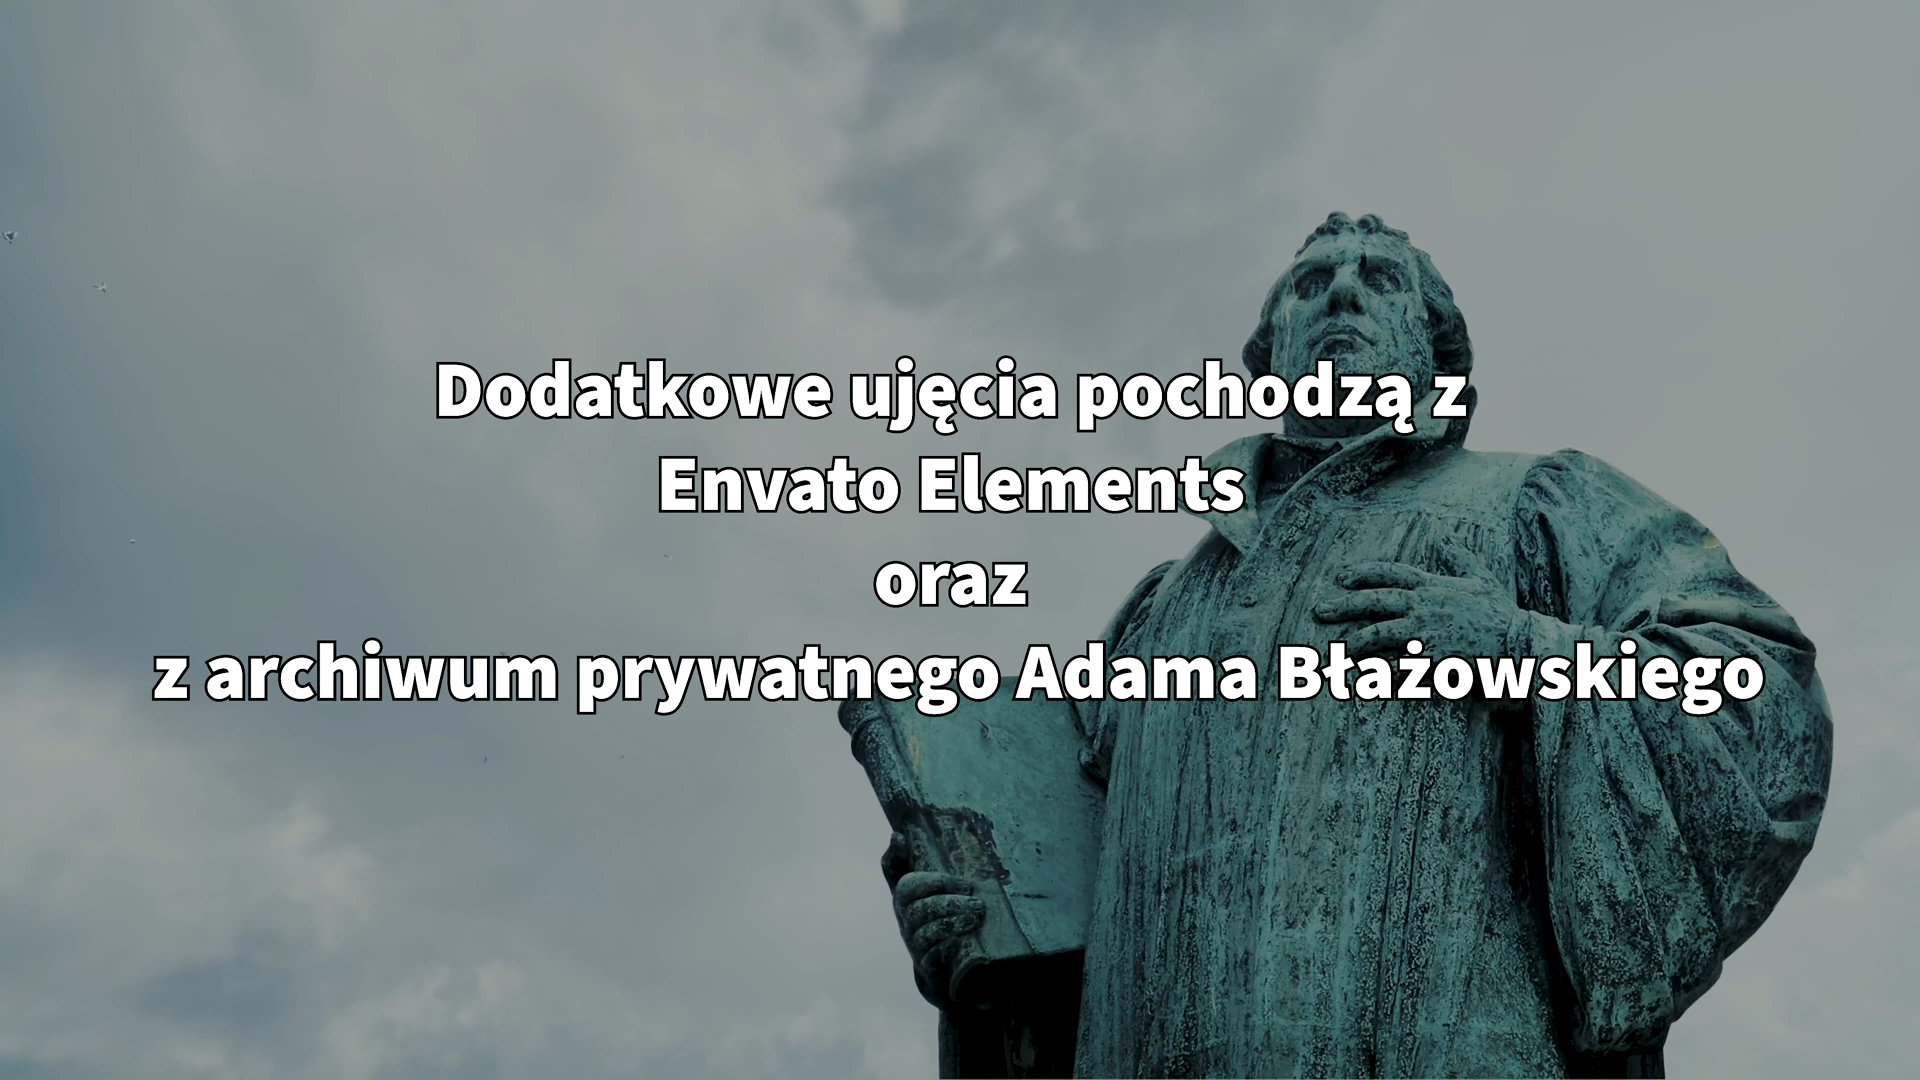 Dodatkowe ujęcia pochodzą z
Envato Elements
oraz
z archiwum prywatnego Adama Błażowskiego